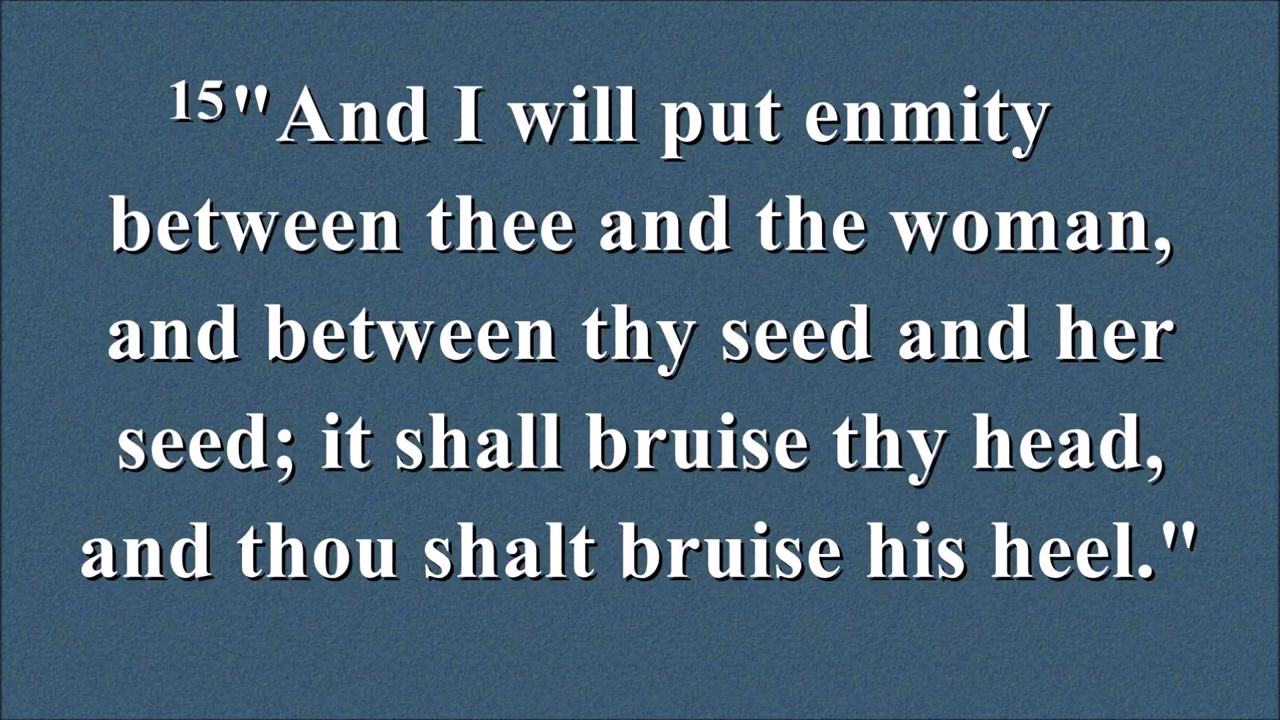 15"And I will put enmity
between thee and the woman,
and between thy seed and her
seed; it shall bruise thy head,
and thou shalt bruise his heel."